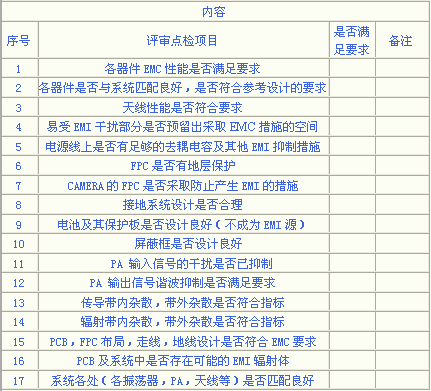 内容
序号 评审点检项目 是否满足要求 备注
1 各器件 EMC 性能是否满足要求
2 各器件是否与系统匹配良好，是否符合参考设计的要求
3 天线性能是否符合要求
4 易受 EMI 干扰部分是否预留出采取 EMC 措施的空间
5 电源线上是否有足够的去耦电容及其他 EMI 抑制措施
6 FPC 是否有地层保护
7 CAMERA 的 FPC 是否采取防止产生 EMI 的措施
8 接地系统设计是否合理
9 电池及其保护板是否设计良好（不成为 EMI 源）
10 屏蔽框是否设计良好
11 PA 输入信号的干扰是否已抑制
12 PA 输出信号谐波抑制是否满足要求
13 传导带内杂散，带外杂散是否符合指标
14 辐射带内杂散，带外杂散是否符合指标
15 PCB，FPC 布局，走线，地线设计是否符合 EMC 要求
16 PCB 及系统中是否存在可能的 EMI 辐射体
17 系统各处（各振荡器，PA，天线等）是否匹配良好